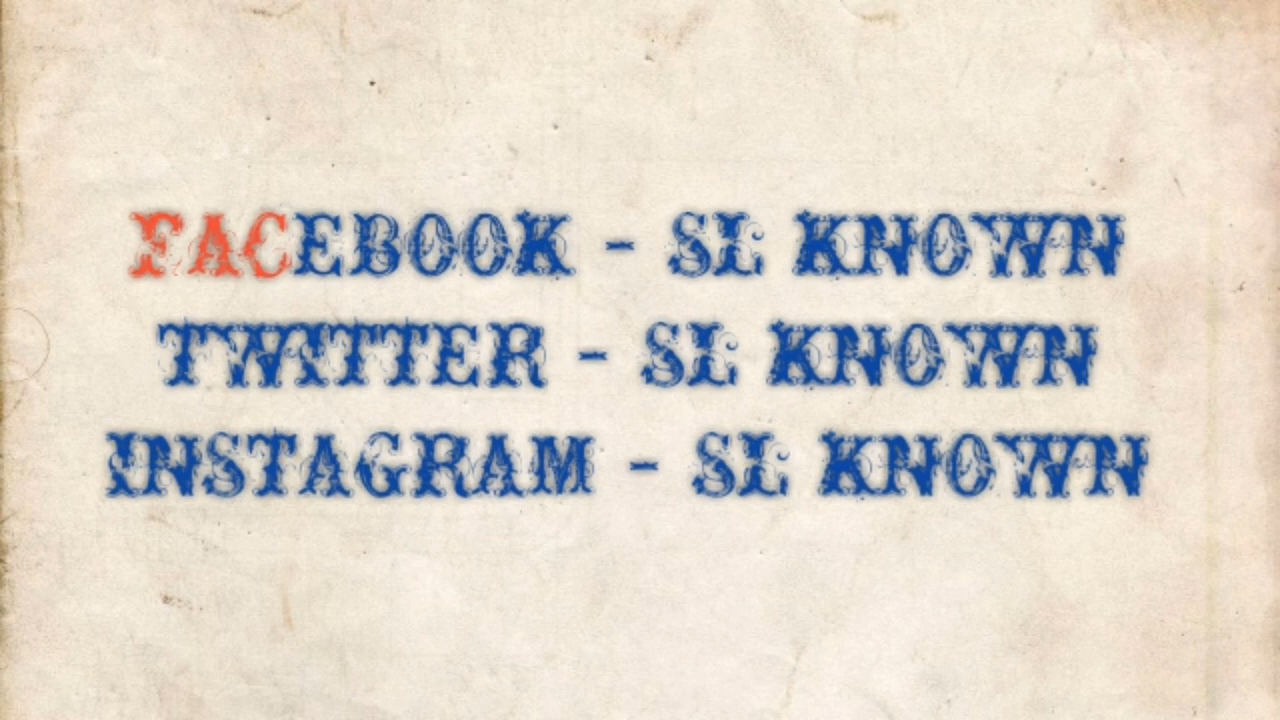 FACEBOOK - SL KNOWN
TWITTER - SL KNOWN
INSTAGRAM - SL KNOWN